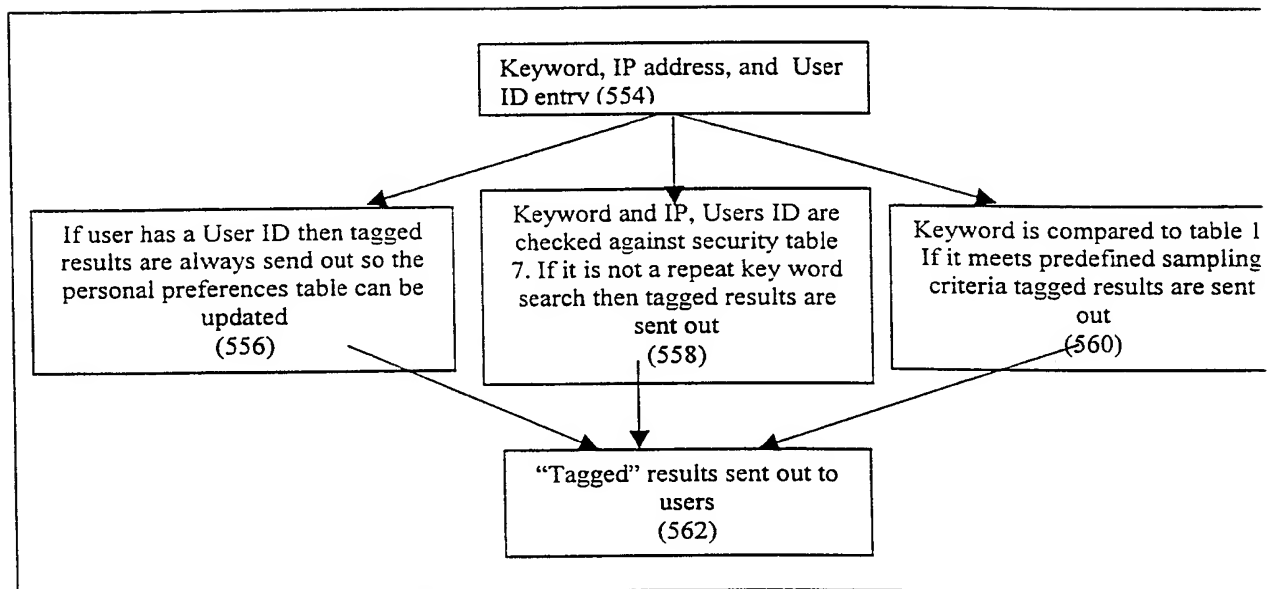 Keyword, IP address, and User
ID entry (554)
If user has a User ID then tagged
results are always send out so the
personal preferences table can be
updated
(556)
Keyword and IP, Users ID are
checked against security table
7. If it is not a repeat key word
search then tagged results are
sent out
(558)
Keyword is compared to table 1
If it meets predefined sampling
criteria tagged results are sent
out
(560)
“Tagged” results sent out to
users
(562)